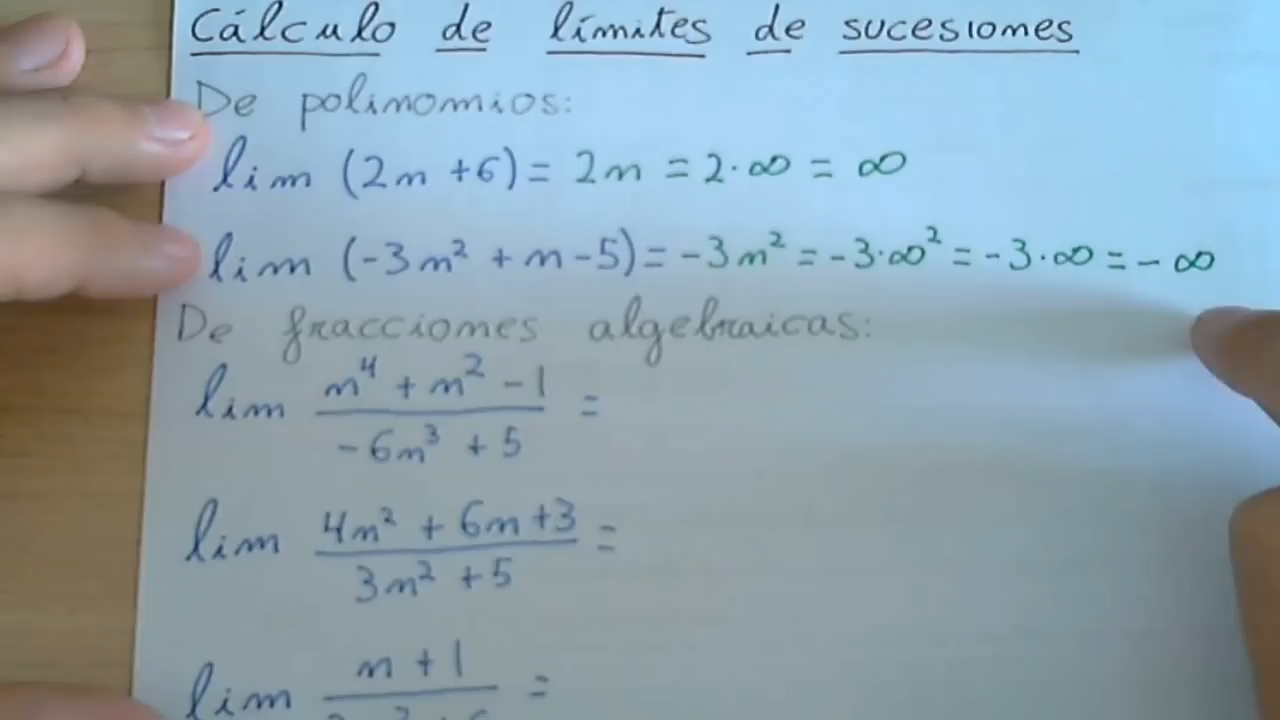 Cálculo de límites de sucesiones
De polinomios:
lim (2n + 6) = 2n = 2·∞ = ∞
lim (-3n² + n - 5) = -3n² = -3·∞² = -3·∞ = -∞
De fracciones algebraicas:
lim (n⁴ + n² - 1)/(-6n³ + 5) =
lim (4n² + 6n + 3)/(3n² + 5) =
lim n + 1 =